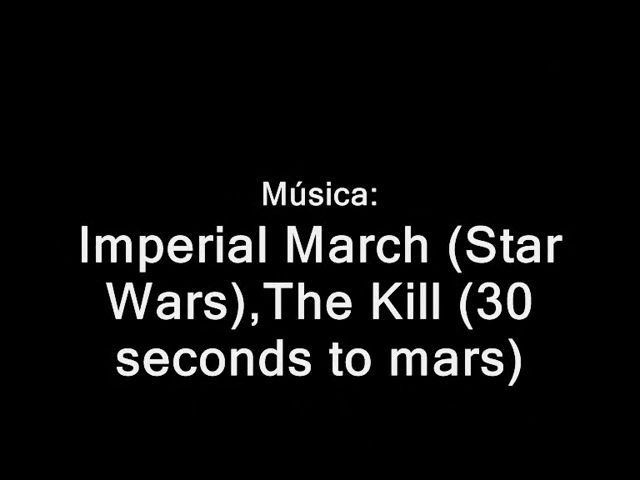 Música:
Imperial March (Star
Wars),The Kill (30
seconds to mars)